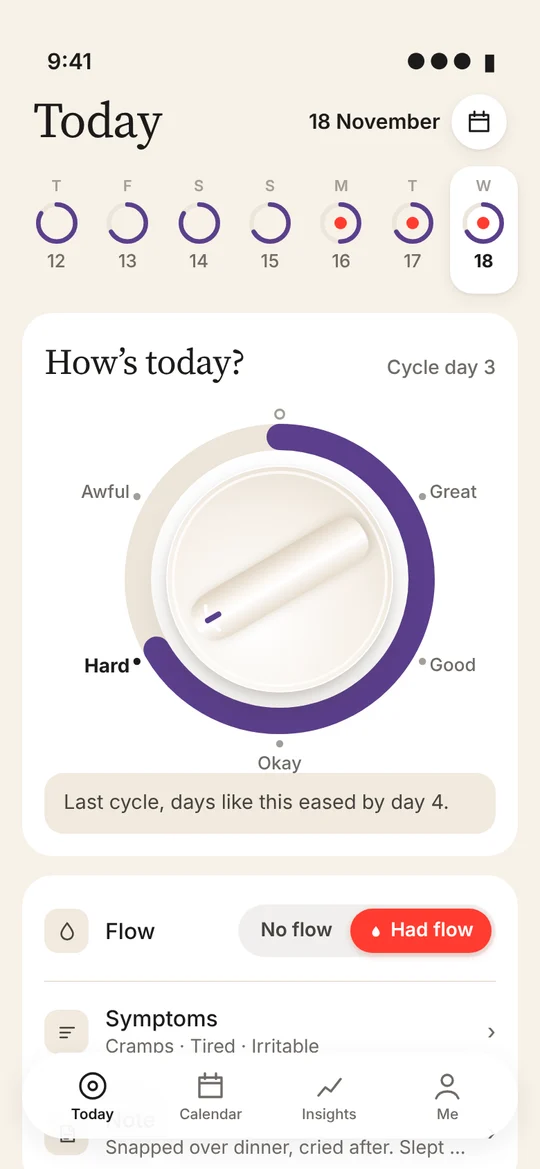 9:41
Today
18 November
T F S S M T W
12 13 14 15 16 17 18
How’s today?
Cycle day 3
Awful
Great
Hard
Good
Okay
Last cycle, days like this eased by day 4.
Flow
No flow
Had flow
Symptoms
Cramps · Tired · Irritable
Note
Snapped over dinner, cried after. Slept ...
Today
Calendar
Insights
Me